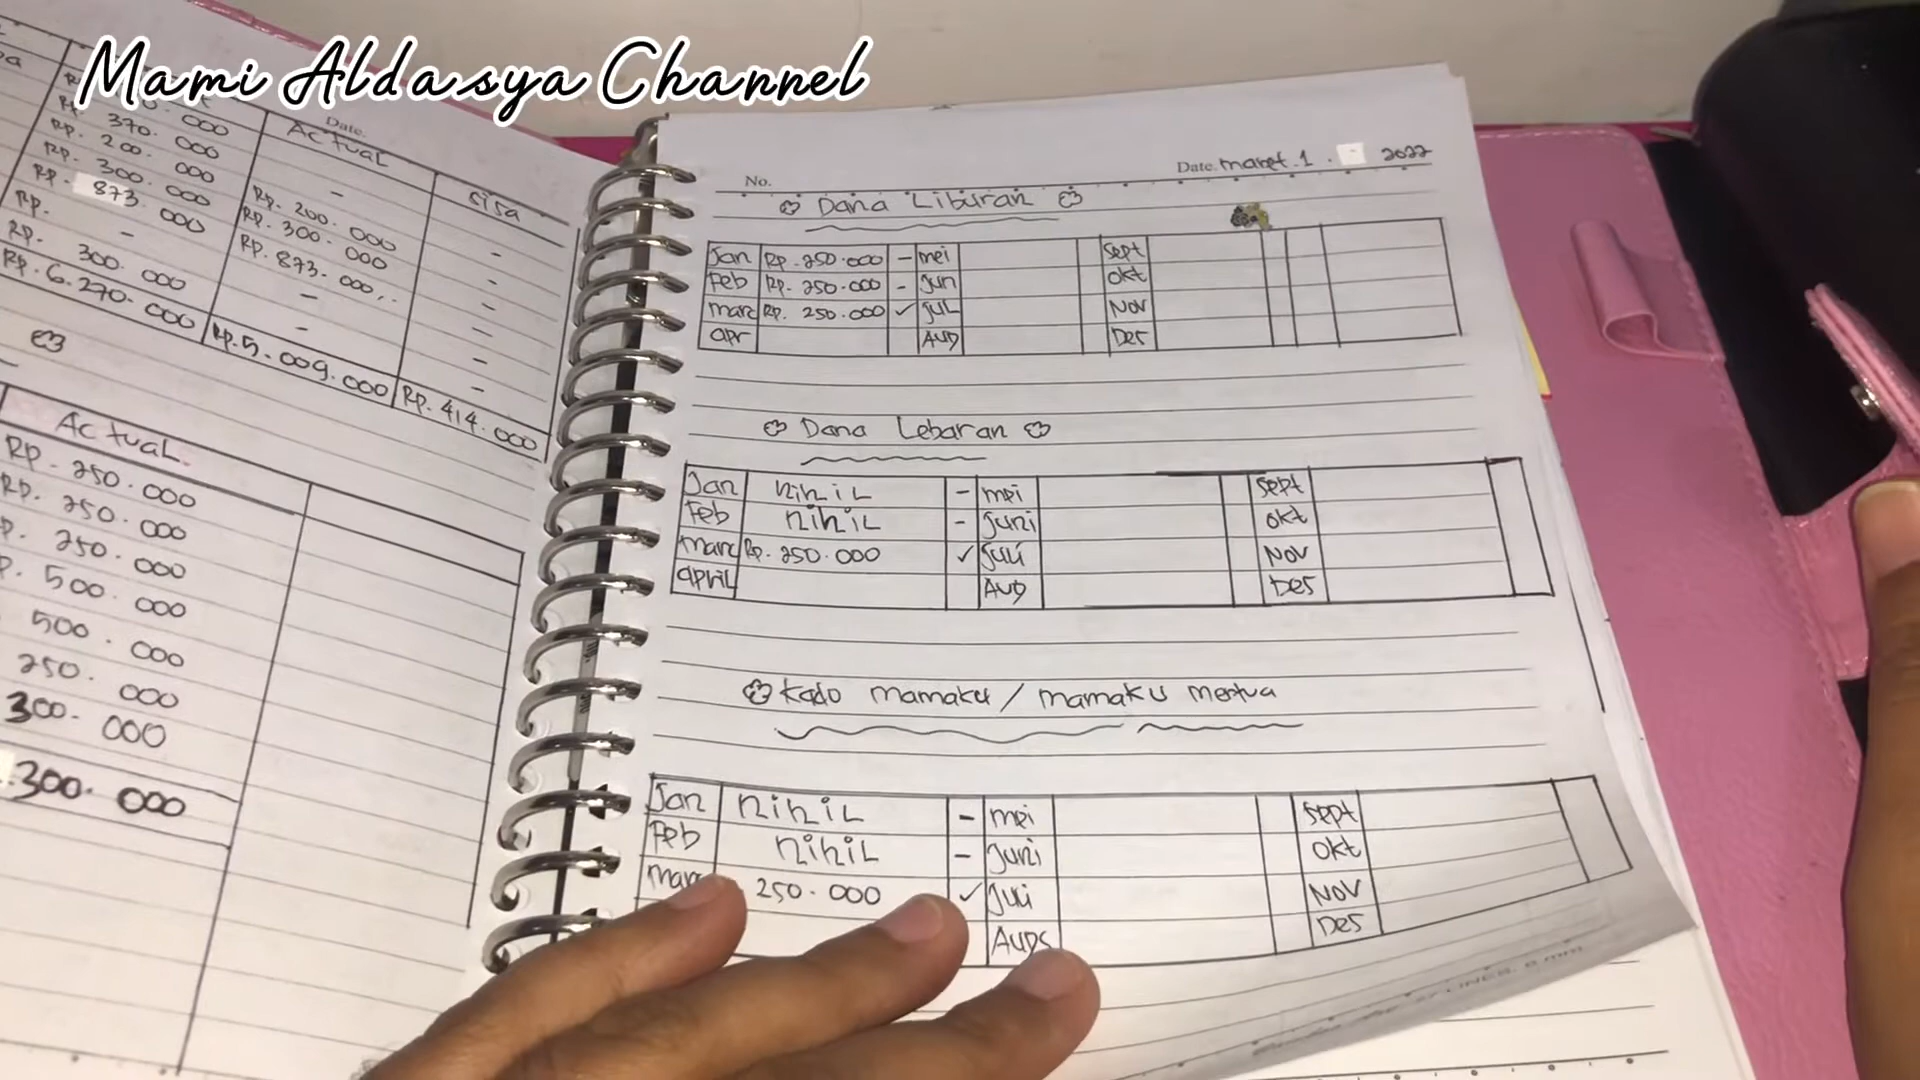 Mami Aldasya Channel
Date.
Actual
sisa
000
370. 000
Rp. 200. 000
Rp. 300. 000
Rp. 873. 000
Rp. -
Rp. 300. 000
Rp. 6.270.000
-
Rp. 200. 000
Rp. 300. 000
Rp. 873. 000,.
-
-
Rp. 5. 009. 000
-
-
-
-
-
-
Rp. 414. 000
Actual.
Rp. 250. 000
Rp. 250. 000
. 250. 000
P. 500. 000
500. 000
250. 000
300. 000
.300. 000
No.
Date. maret. 1. - 2022
Dana Liburan
Jan Rp. 250.000 - mei Sept
Feb Rp. 250.000 - Jun Okt
marc Rp. 250.000 ✓ Jul Nov
apr Aug Des
Dana Lebaran
Jan nihil - mei Sept
Feb nihil - Juni Okt
marc Rp. 250.000 ✓ Juli Nov
april Aug Des
Kado mamaku / mamaku mertua
Jan nihil - mei Sept
Feb nihil - Juni Okt
marc 250.000 ✓ Juli Nov
Augs Des